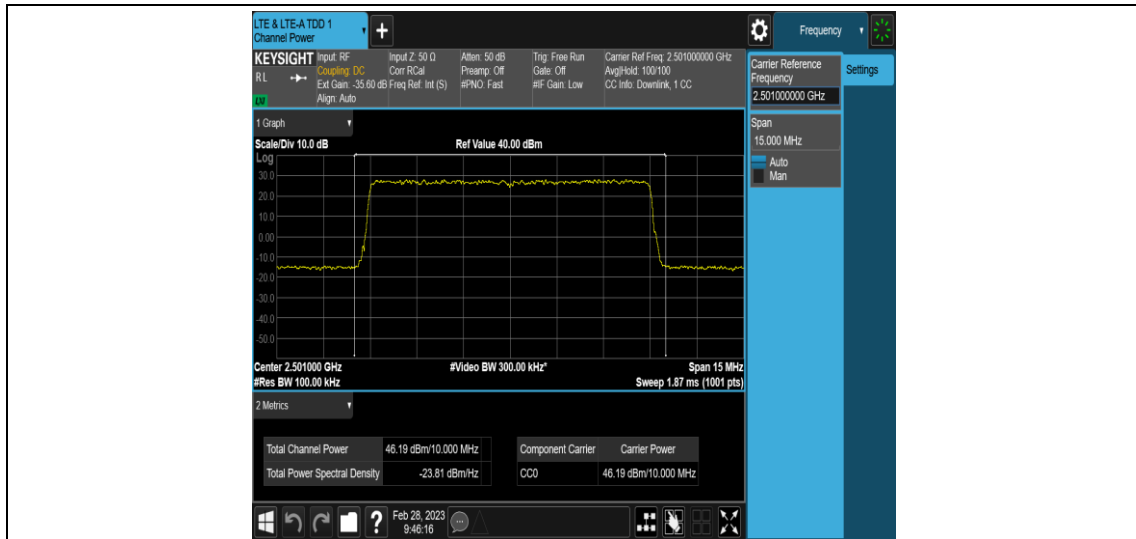 LTE & LTE-A TDD 1
Channel Power
Frequency
KEYSIGHT
RL
LXI
Input: RF
Coupling: DC
Ext Gain: -35.60 dB
Align: Auto
Input Z: 50 Ω
Corr RCal
Freq Ref: Int (S)
Atten: 50 dB
Preamp: Off
#PNO: Fast
Trig: Free Run
Gate: Off
#IF Gain: Low
Carrier Ref Freq: 2.501000000 GHz
Avg|Hold: 100/100
CC Info: Downlink, 1 CC
Carrier Reference
Frequency
2.501000000 GHz
Settings
Span
15.000 MHz
Auto
Man
1 Graph
Scale/Div 10.0 dB
Ref Value 40.00 dBm
Log
30.0
20.0
10.0
0.00
-10.0
-20.0
-30.0
-40.0
-50.0
Center 2.501000 GHz
#Video BW 300.00 kHz*
Span 15 MHz
#Res BW 100.00 kHz
Sweep 1.87 ms (1001 pts)
2 Metrics
Total Channel Power 46.19 dBm/10.000 MHz
Total Power Spectral Density -23.81 dBm/Hz
Component Carrier Carrier Power
CC0 46.19 dBm/10.000 MHz
Feb 28, 2023
9:46:16